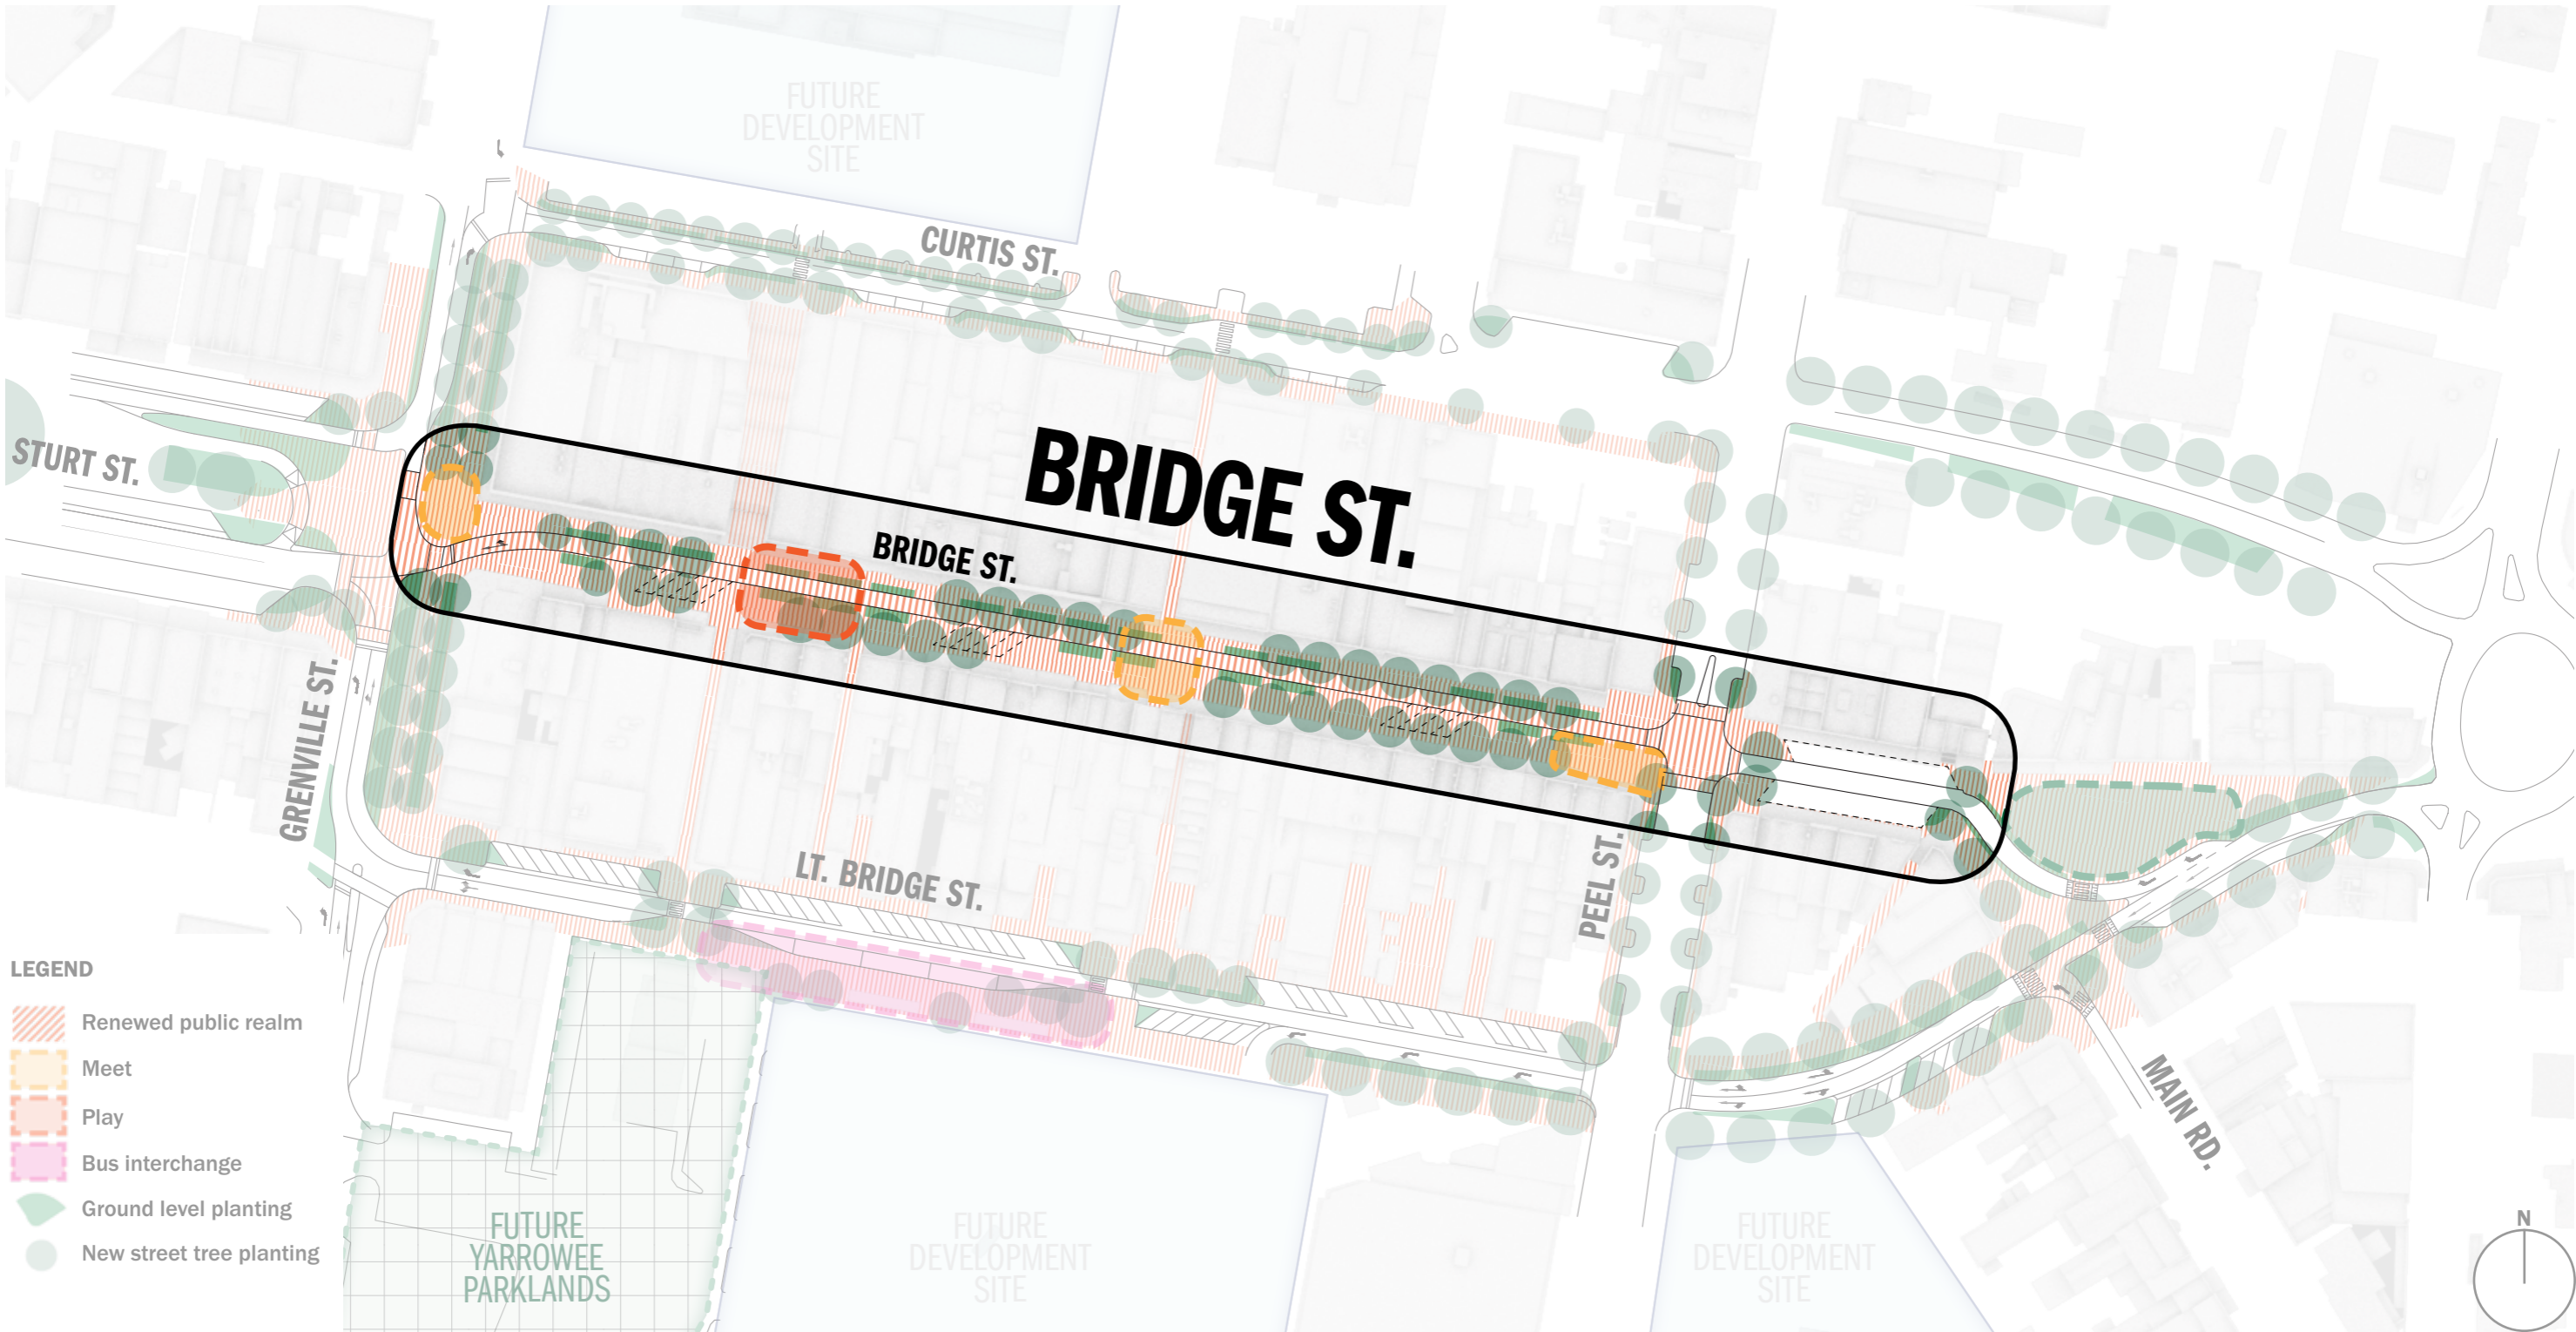 FUTURE
DEVELOPMENT
SITE
CURTIS ST.
BRIDGE ST.
STURT ST.
BRIDGE ST.
GRENVILLE ST.
LT. BRIDGE ST.
PEEL ST.
MAIN RD.
LEGEND
Renewed public realm
Meet
Play
Bus interchange
Ground level planting
New street tree planting
FUTURE
YARROWEE
PARKLANDS
FUTURE
DEVELOPMENT
SITE
FUTURE
DEVELOPMENT
SITE
N